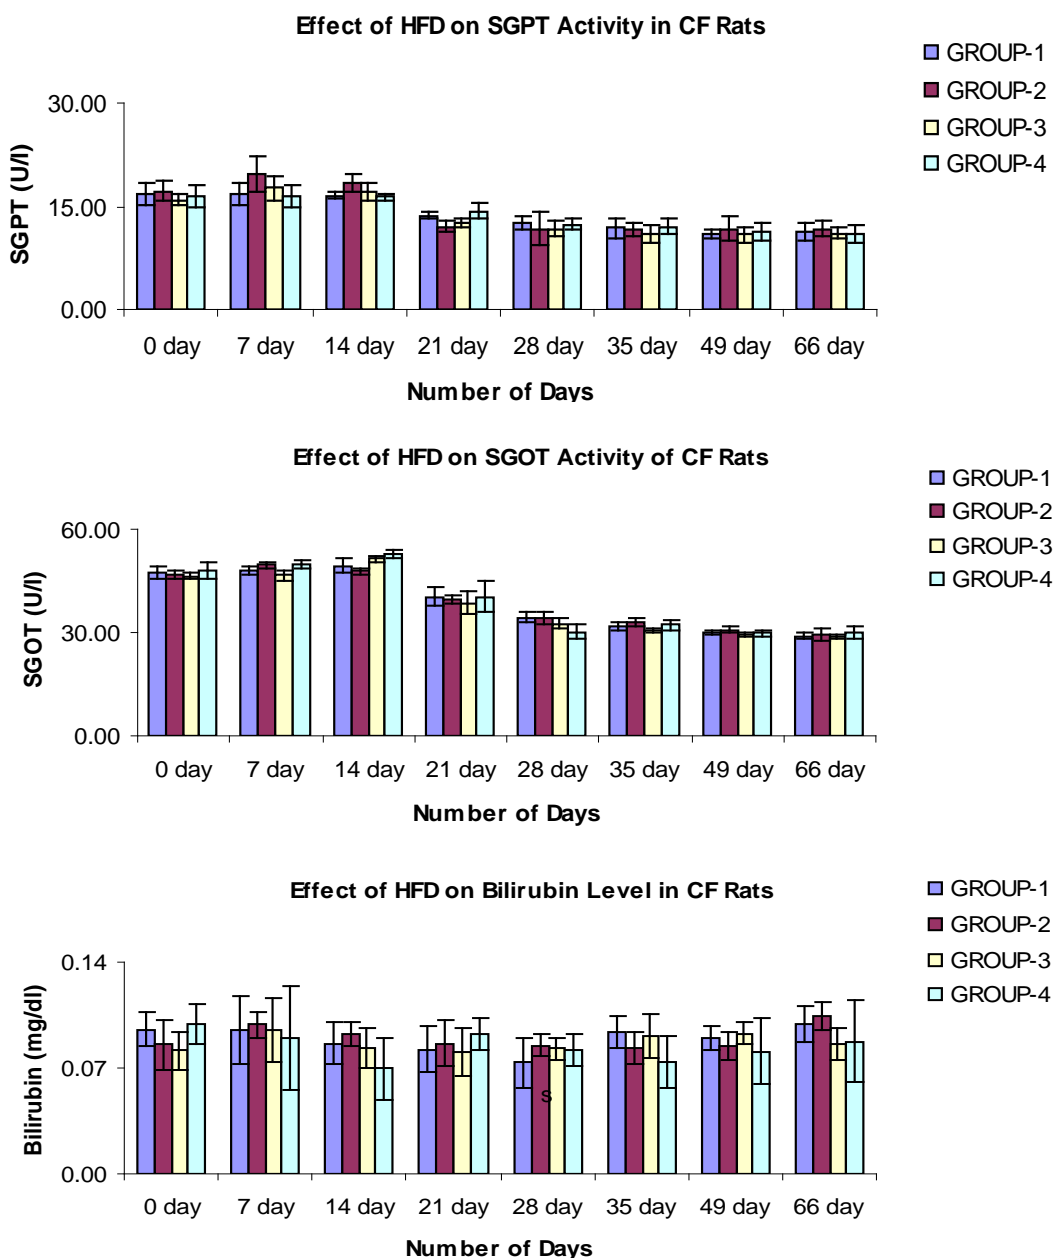 Effect of HFD on SGPT Activity in CF Rats
GROUP-1
GROUP-2
GROUP-3
GROUP-4
SGPT (U/l)
30.00
15.00
0.00
0 day 7 day 14 day 21 day 28 day 35 day 49 day 66 day
Number of Days
Effect of HFD on SGOT Activity of CF Rats
GROUP-1
GROUP-2
GROUP-3
GROUP-4
SGOT (U/l)
60.00
30.00
0.00
0 day 7 day 14 day 21 day 28 day 35 day 49 day 66 day
Number of Days
Effect of HFD on Bilirubin Level in CF Rats
GROUP-1
GROUP-2
GROUP-3
GROUP-4
Bilirubin (mg/dl)
0.14
0.07
0.00
s
0 day 7 day 14 day 21 day 28 day 35 day 49 day 66 day
Number of Days